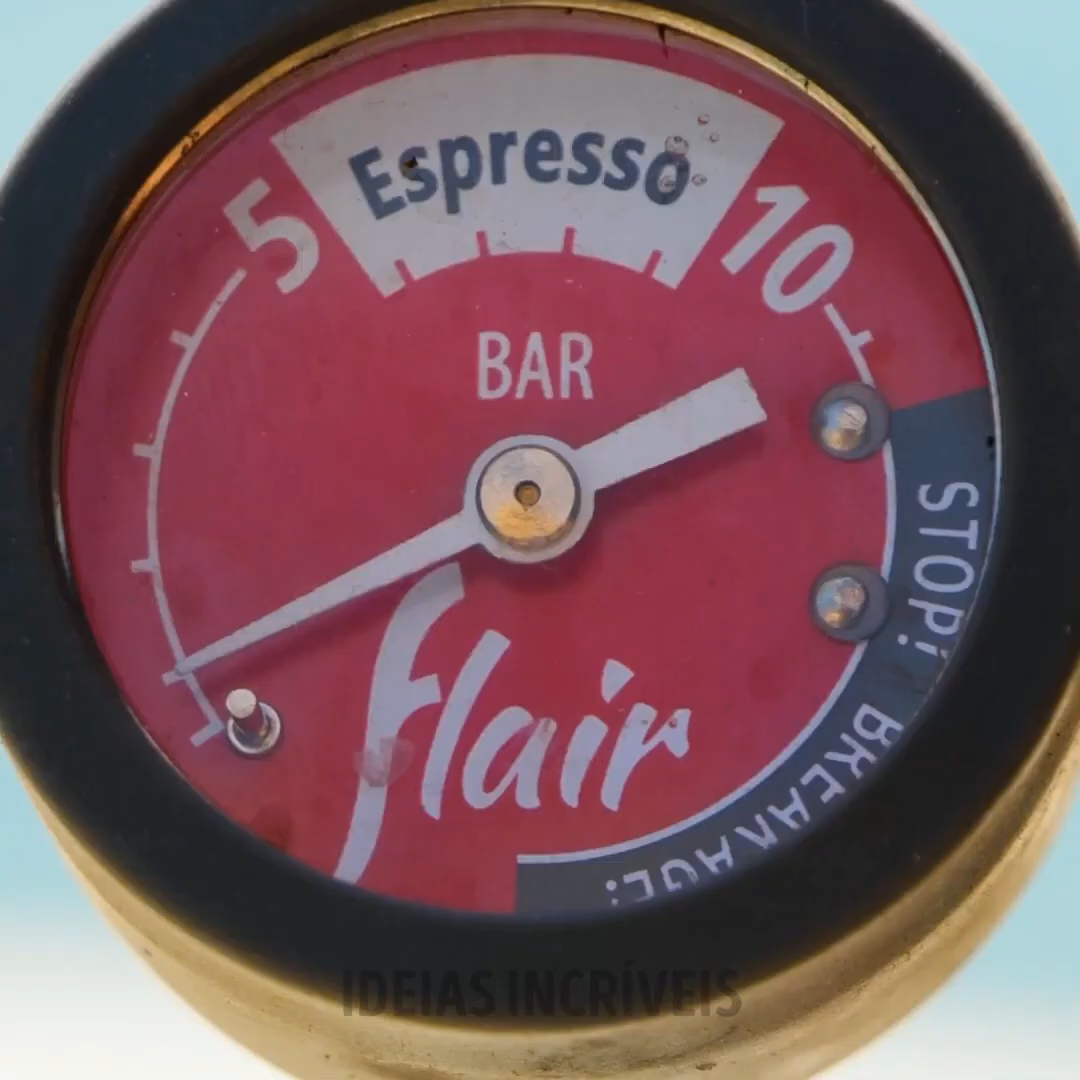 Espresso
5
10
BAR
STOP! BREAKAGE!
flair
IDEIAS INCRÍVEIS